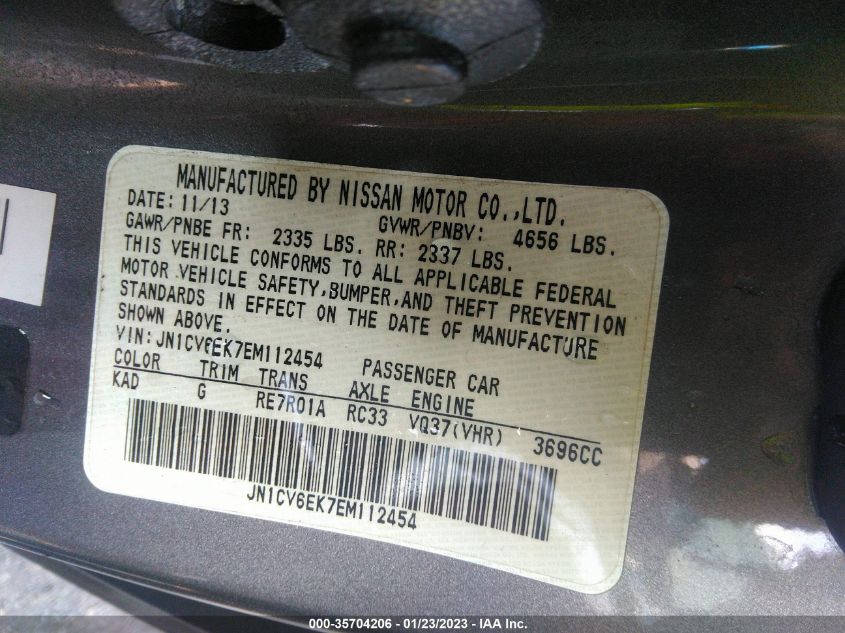 MANUFACTURED BY NISSAN MOTOR CO.,LTD.
DATE: 11/13 GVWR/PNBV: 4656 LBS.
GAWR/PNBE FR: 2335 LBS. RR: 2337 LBS.
THIS VEHICLE CONFORMS TO ALL APPLICABLE FEDERAL
MOTOR VEHICLE SAFETY,BUMPER,AND THEFT PREVENTION
STANDARDS IN EFFECT ON THE DATE OF MANUFACTURE
SHOWN ABOVE.
VIN:JN1CV6EK7EM112454 PASSENGER CAR
COLOR TRIM TRANS AXLE ENGINE
KAD G RE7R01A RC33 VQ37(VHR) 3696CC
JN1CV6EK7EM112454
000-35704206 - 01/23/2023 - IAA Inc.